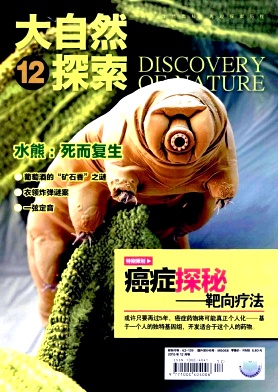 大自然
探索
12
DISCOVERY
OF NATURE
水熊：死而复生
葡萄酒的“矿石香”之谜
衣领炸弹谜案
一弦定音
特别策划
癌症探秘
——靶向疗法
或许只要再过5年，癌症药物将可能真正个人化——基
于一个人的独特基因组，开发适合于这个人的药物.